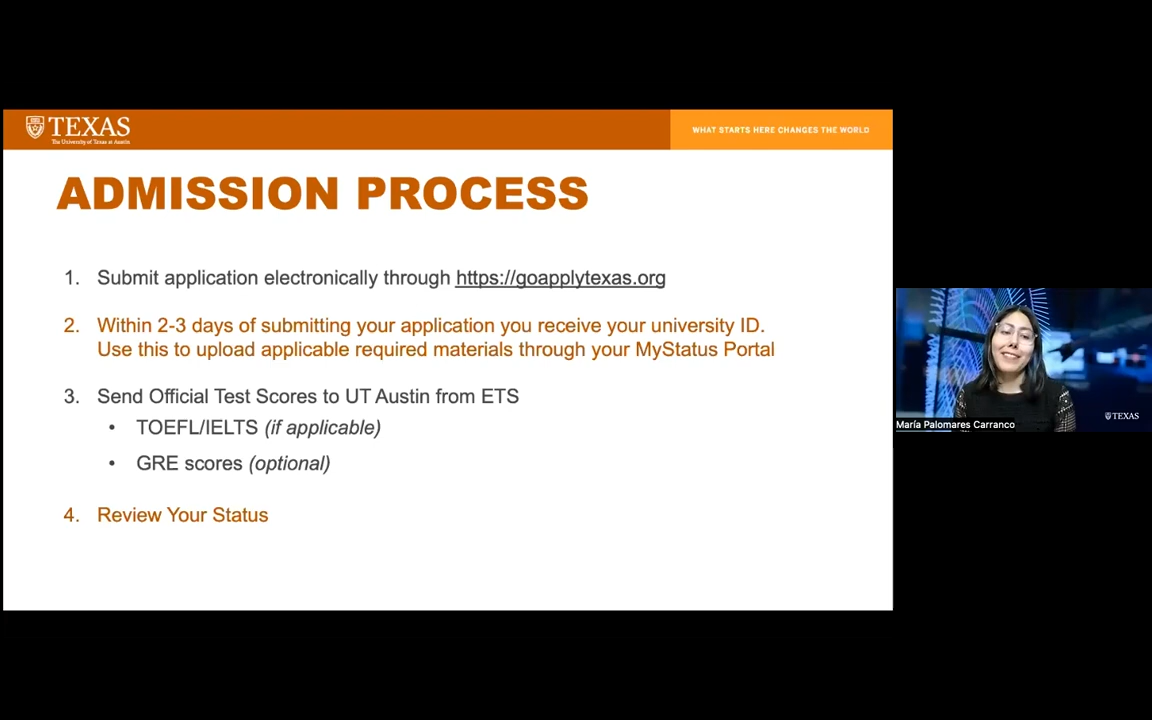 TEXAS
The University of Texas at Austin
WHAT STARTS HERE CHANGES THE WORLD
ADMISSION PROCESS
1. Submit application electronically through https://goapplytexas.org
2. Within 2-3 days of submitting your application you receive your university ID.
Use this to upload applicable required materials through your MyStatus Portal
3. Send Official Test Scores to UT Austin from ETS
• TOEFL/IELTS (if applicable)
• GRE scores (optional)
4. Review Your Status
TEXAS
María Palomares Carranco